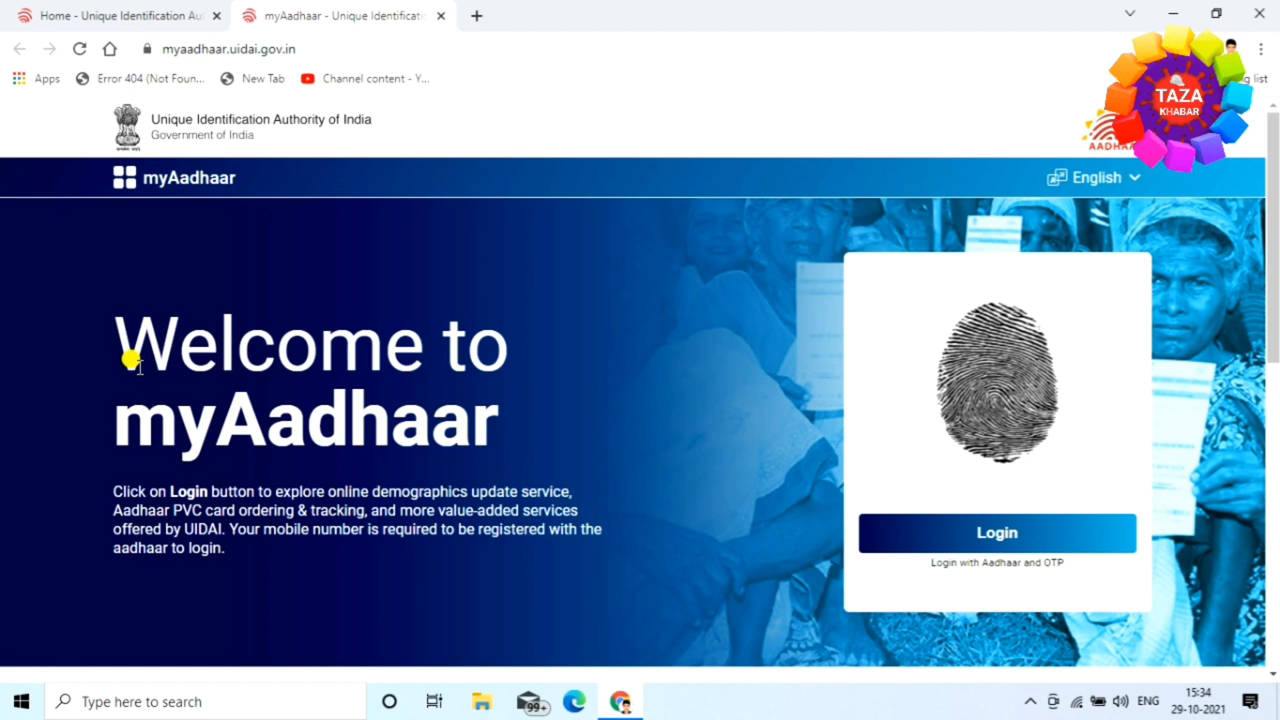 Home - Unique Identification Au
myAadhaar - Unique Identificati
myaadhaar.uidai.gov.in
Apps
Error 404 (Not Foun...
New Tab
Channel content - Y...
g list
TAZA
KHABAR
Unique Identification Authority of India
Government of India
AADHAA
myAadhaar
English
Welcome to
myAadhaar
Click on Login button to explore online demographics update service,
Aadhaar PVC card ordering & tracking, and more value-added services
offered by UIDAI. Your mobile number is required to be registered with the
aadhaar to login.
Login
Login with Aadhaar and OTP
Type here to search
99+
ENG
15:34
29-10-2021